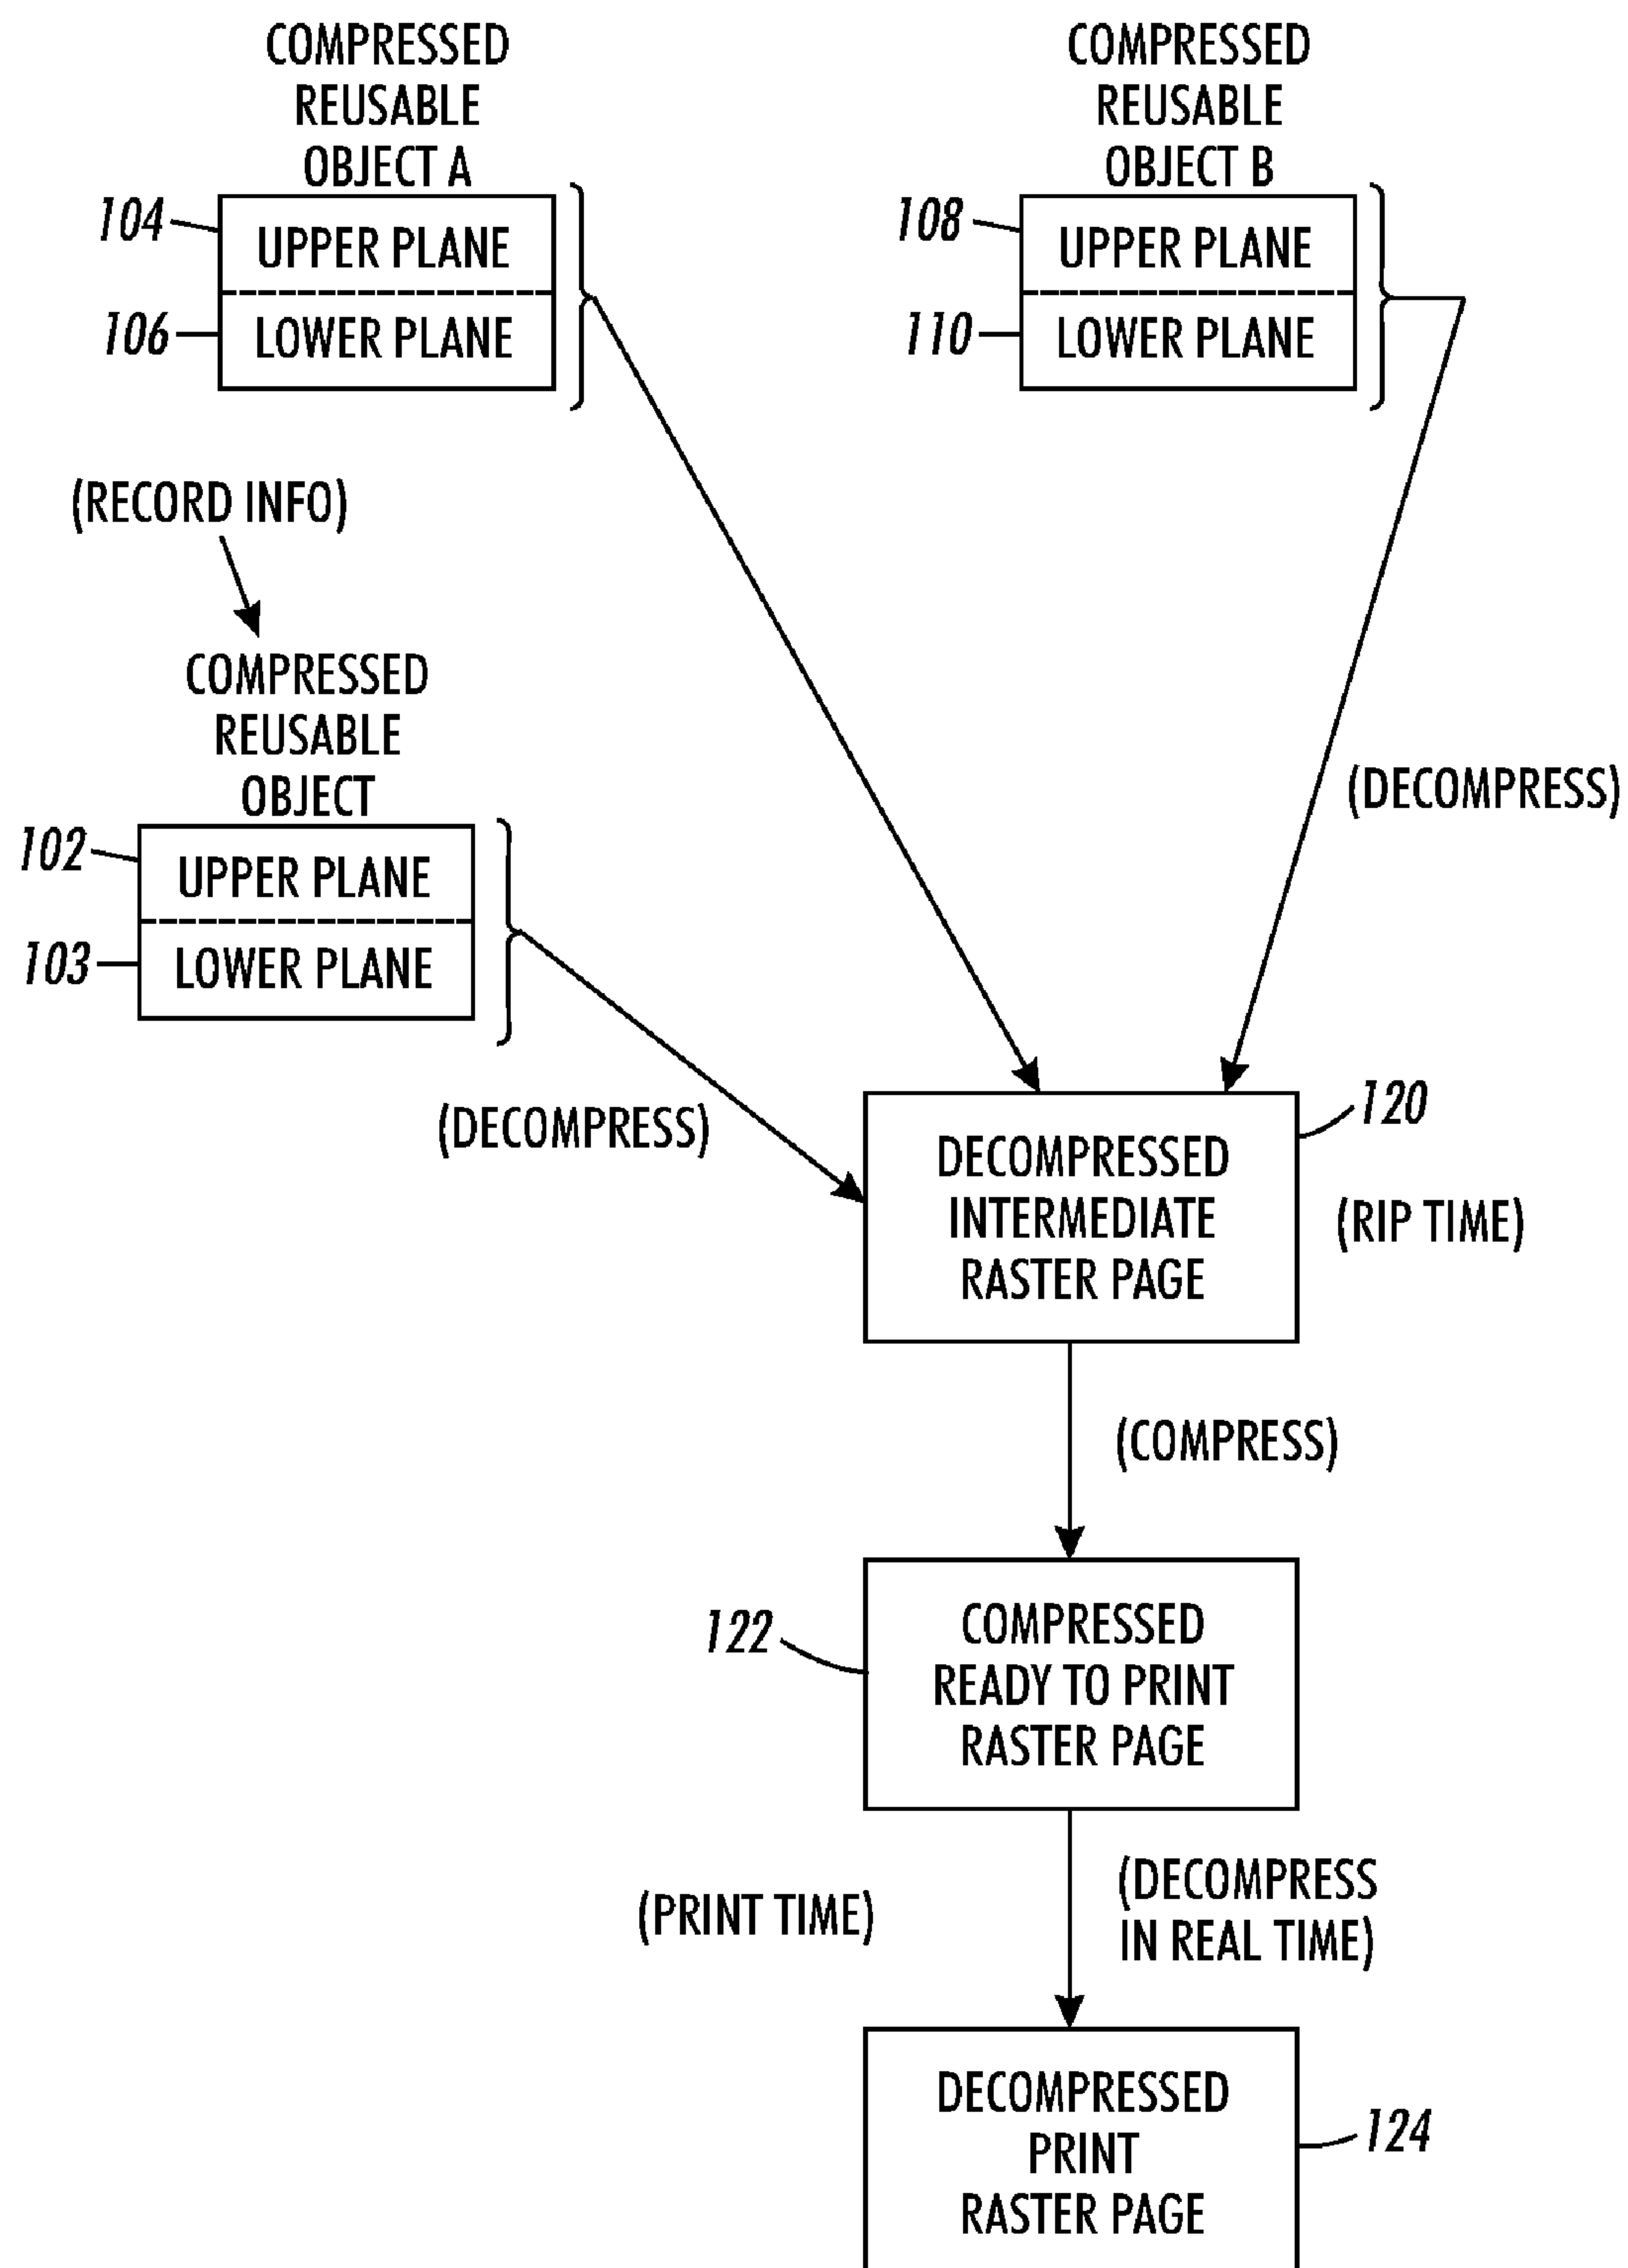 COMPRESSED
REUSABLE
OBJECT A
104
UPPER PLANE
106
LOWER PLANE
COMPRESSED
REUSABLE
OBJECT B
108
UPPER PLANE
110
LOWER PLANE
(RECORD INFO)
COMPRESSED
REUSABLE
OBJECT
102
UPPER PLANE
103
LOWER PLANE
(DECOMPRESS)
(DECOMPRESS)
120
DECOMPRESSED
INTERMEDIATE
RASTER PAGE
(RIP TIME)
(COMPRESS)
122
COMPRESSED
READY TO PRINT
RASTER PAGE
(PRINT TIME)
(DECOMPRESS
IN REAL TIME)
DECOMPRESSED
PRINT
RASTER PAGE
124